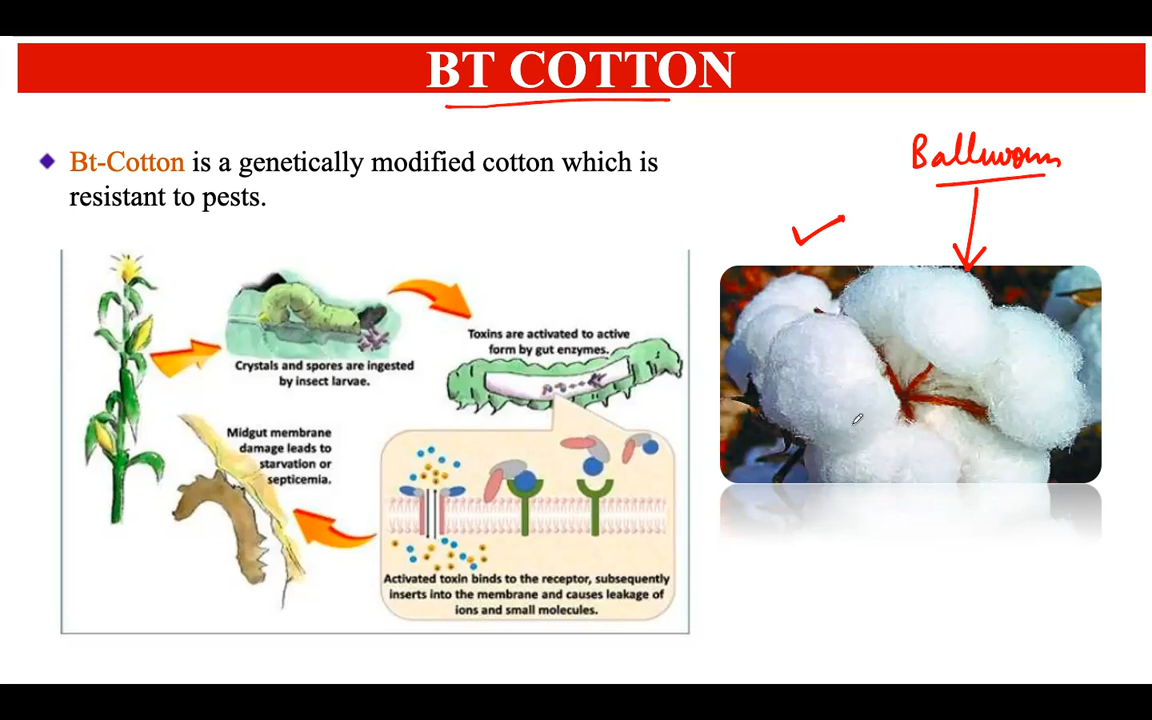 BT COTTON
Bt-Cotton is a genetically modified cotton which is
resistant to pests.
Ballworm
Crystals and spores are ingested
by insect larvae.
Toxins are activated to active
form by gut enzymes.
Midgut membrane
damage leads to
starvation or
septicemia.
Activated toxin binds to the receptor, subsequently
inserts into the membrane and causes leakage of
ions and small molecules.